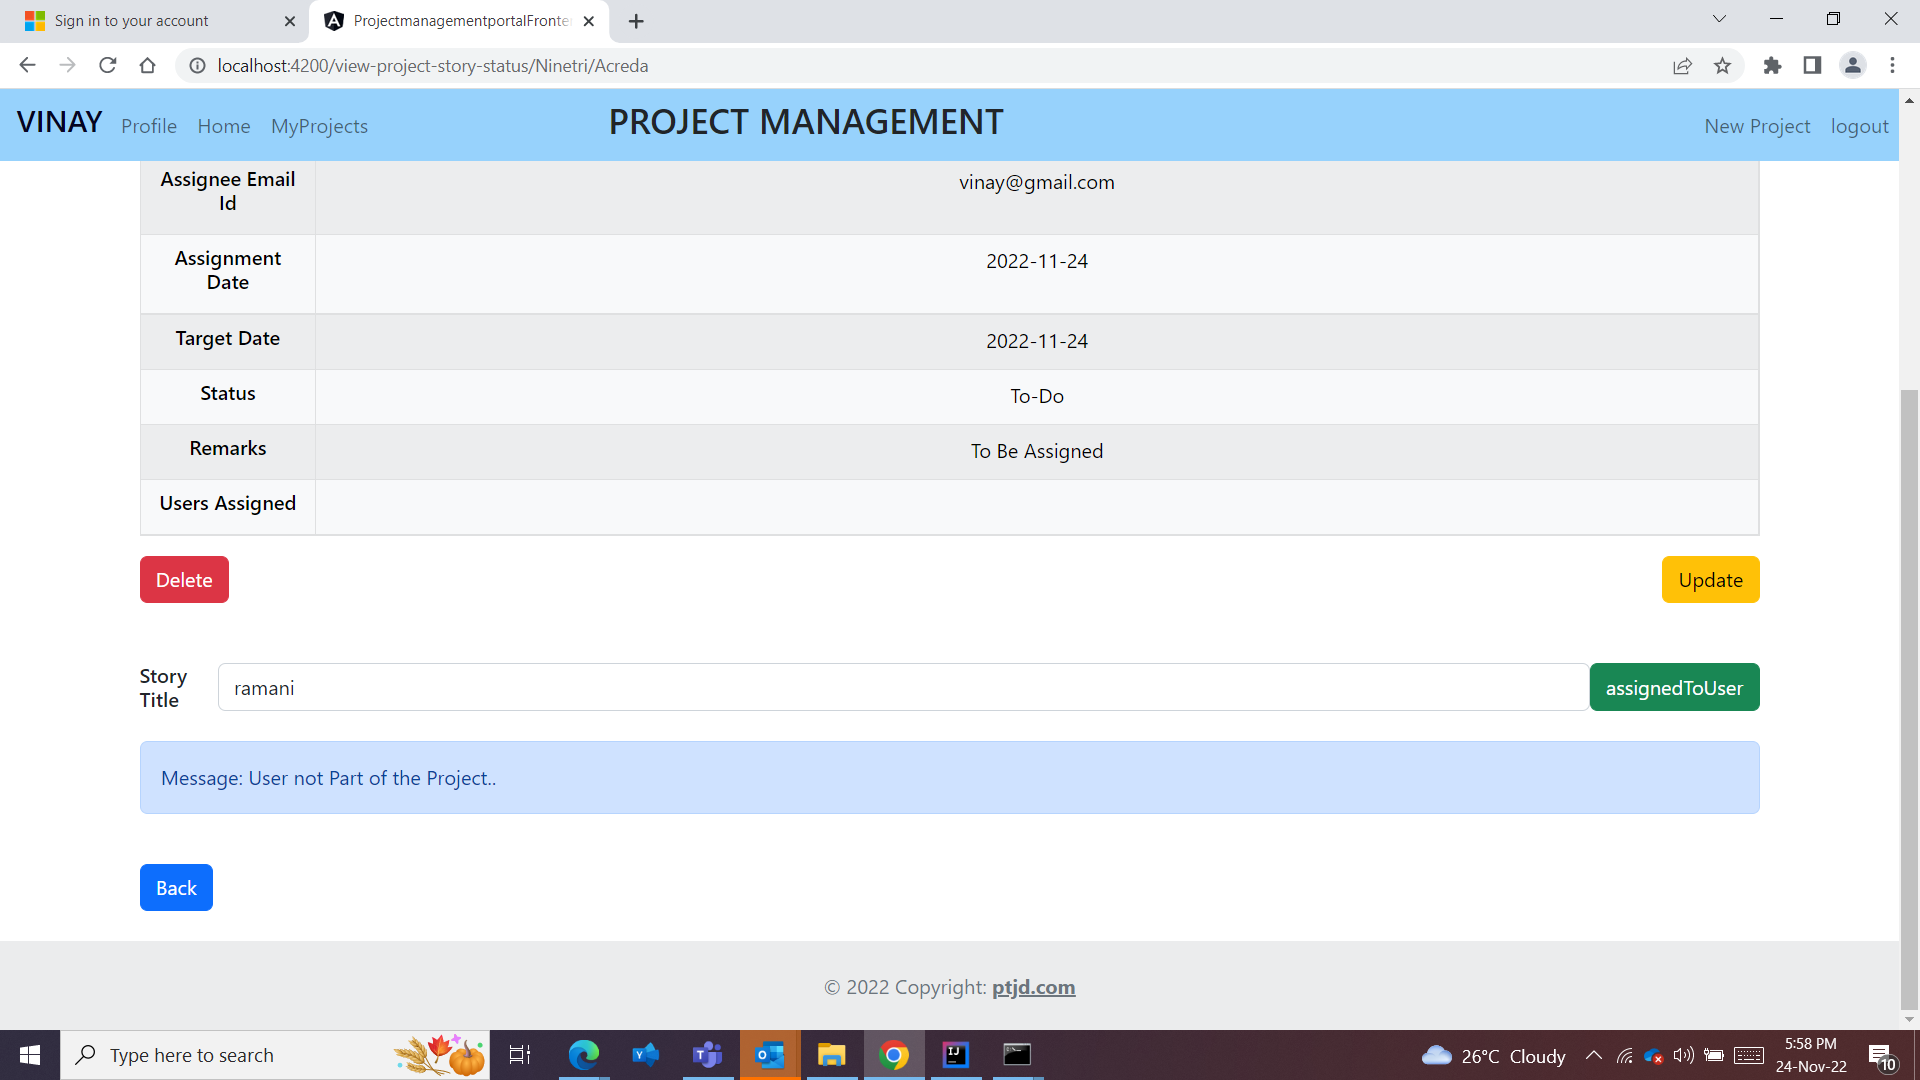 Sign in to your account
ProjectmanagementportalFronte
localhost:4200/view-project-story-status/Ninetri/Acreda
VINAY Profile Home MyProjects PROJECT MANAGEMENT New Project logout
Assignee Email
Id
vinay@gmail.com
Assignment
Date
2022-11-24
Target Date 2022-11-24
Status To-Do
Remarks To Be Assigned
Users Assigned
Delete Update
Story
Title
ramani
assignedToUser
Message: User not Part of the Project..
Back
© 2022 Copyright: ptjd.com
Type here to search
26°C Cloudy
5:58 PM
24-Nov-22
10